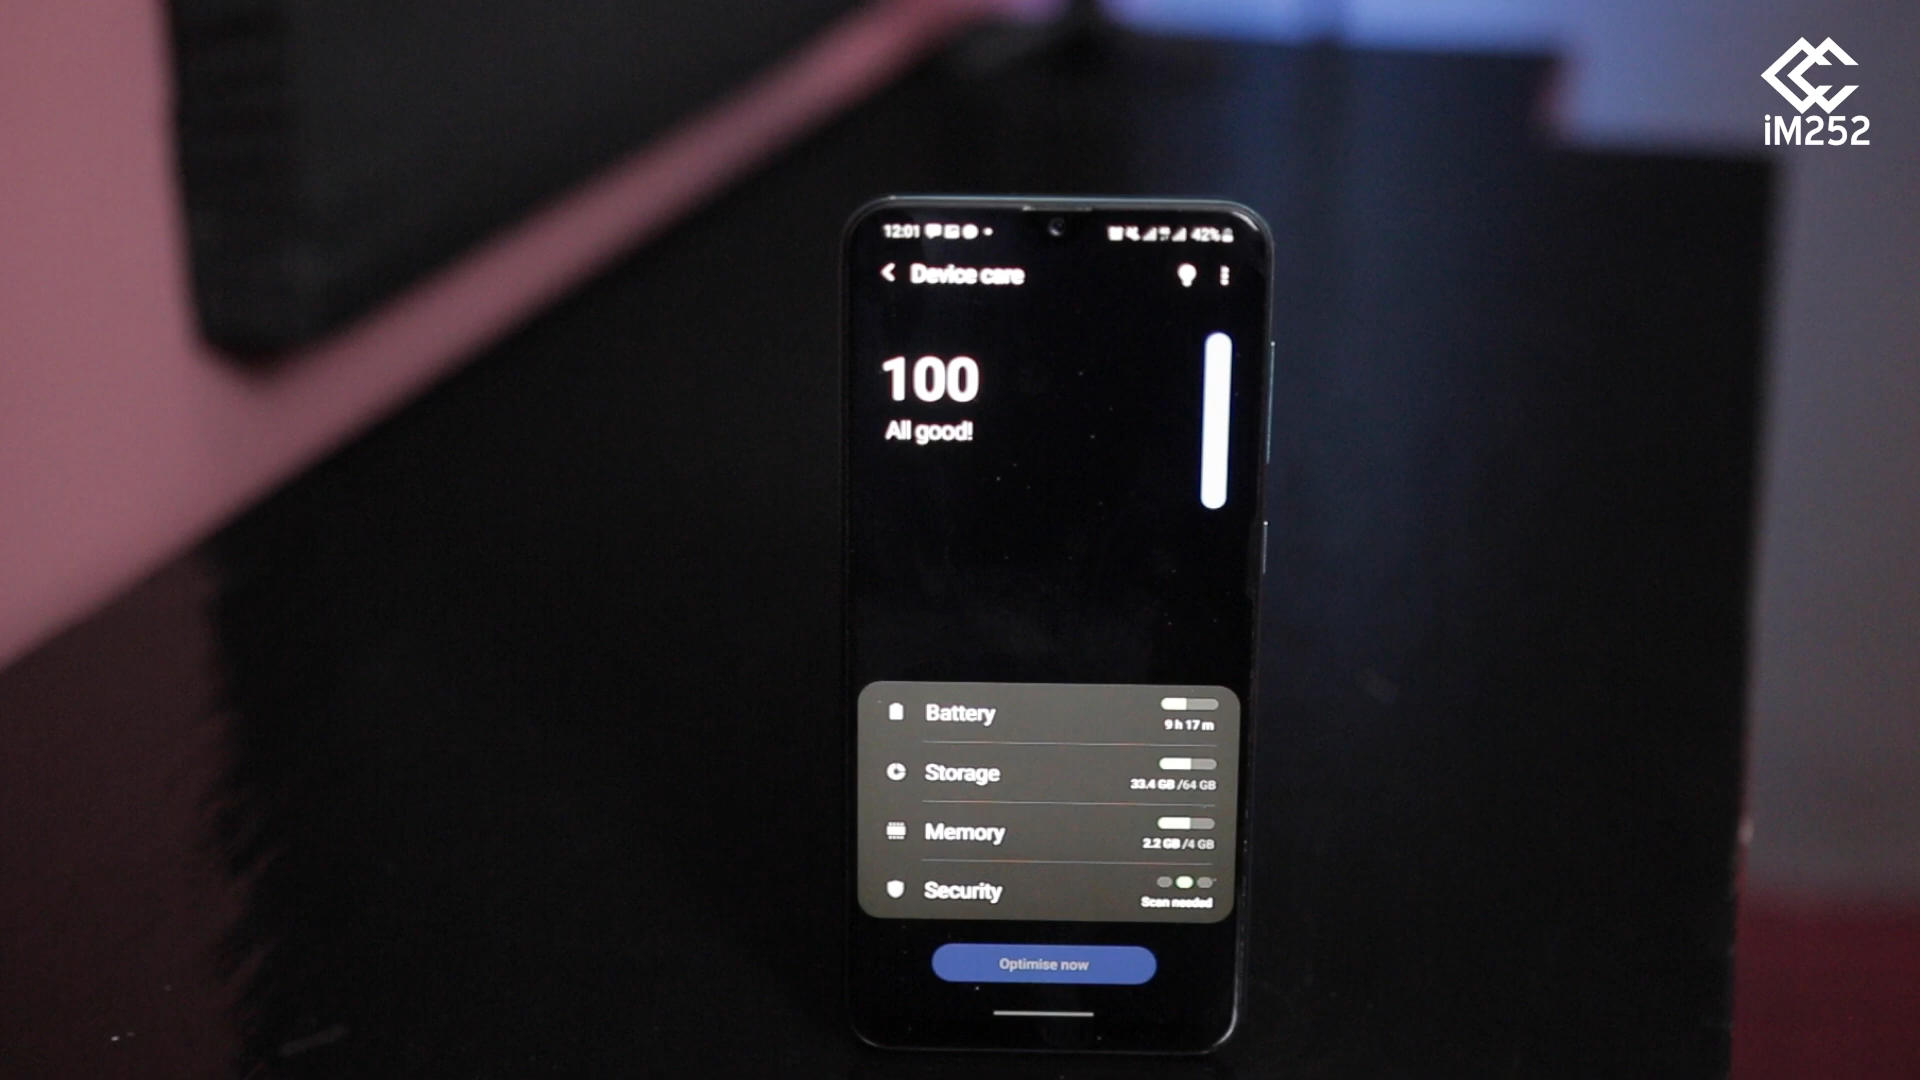 iM252
12:01 42%
Device care
100
All good!
Battery
9 h 17 m
Storage
33.4 GB /64 GB
Memory
2.2 GB /4 GB
Security
Scan needed
Optimise now